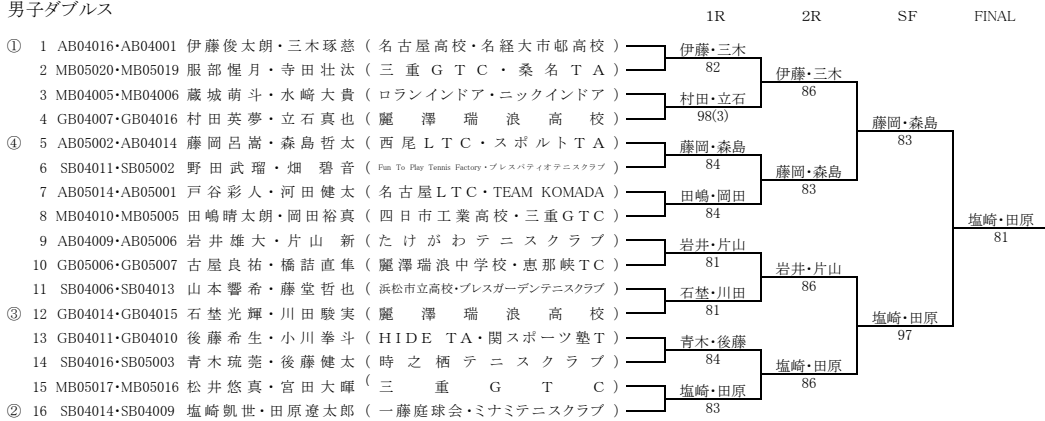 男子ダブルス
1R 2R SF FINAL
① 1 AB04016・AB04001 伊藤俊太朗・三木琢慈 ( 名古屋高校・名経大市邨高校 )
2 MB05020・MB05019 服部惺月・寺田壮汰 ( 三重GTC・桑名TA )
3 MB04005・MB04006 蔵城萌斗・水﨑大貴 ( ロランインドア・ニックインドア )
4 GB04007・GB04016 村田英夢・立石真也 ( 麗澤瑞浪高校 )
④ 5 AB05002・AB04014 藤岡呂嵩・森島哲太 ( 西尾LTC・スポルトTA )
6 SB04011・SB05002 野田武瑠・畑 碧音 ( Fun To Play Tennis Factory・ブレスパティオテニスクラブ )
7 AB05014・AB05001 戸谷彩人・河田健太 ( 名古屋LTC・TEAM KOMADA )
8 MB04010・MB05005 田嶋晴太朗・岡田裕真 ( 四日市工業高校・三重GTC )
9 AB04009・AB05006 岩井雄大・片山 新 ( たけがわテニスクラブ )
10 GB05006・GB05007 古屋良祐・橋詰直隼 ( 麗澤瑞浪中学校・恵那峡TC )
11 SB04006・SB04013 山本響希・藤堂哲也 ( 浜松市立高校・ブレスガーデンテニスクラブ )
③ 12 GB04014・GB04015 石埜光輝・川田駿実 ( 麗澤瑞浪高校 )
13 GB04011・GB04010 後藤希生・小川拳斗 ( HIDE TA・関スポーツ塾T )
14 SB04016・SB05003 青木琉莞・後藤健太 ( 時之栖テニスクラブ )
15 MB05017・MB05016 松井悠真・宮田大暉 ( 三重GTC )
② 16 SB04014・SB04009 塩崎凱世・田原遼太郎 ( 一藤庭球会・ミナミテニスクラブ )
伊藤・三木
82
村田・立石
98(3)
藤岡・森島
84
田嶋・岡田
84
岩井・片山
81
石埜・川田
81
青木・後藤
84
塩崎・田原
83
伊藤・三木
86
藤岡・森島
83
岩井・片山
86
塩崎・田原
86
藤岡・森島
83
塩崎・田原
97
塩崎・田原
81